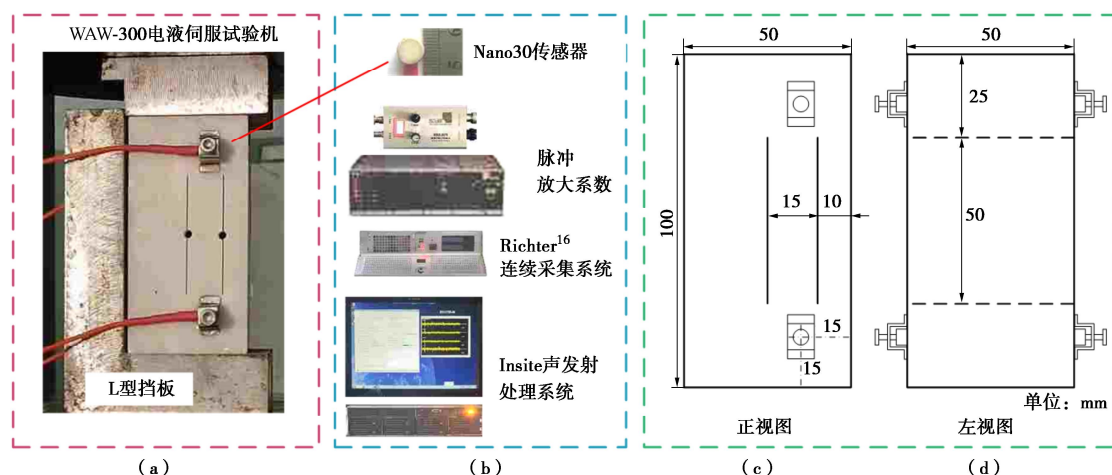 WAW-300电液伺服试验机
L型挡板
(a)
Nano30传感器
脉冲
放大系数
Richter16
连续采集系统
Insite声发射
处理系统
(b)
50
100
15
10
15
15
正视图
(c)
50
25
50
单位：mm
左视图
(d)